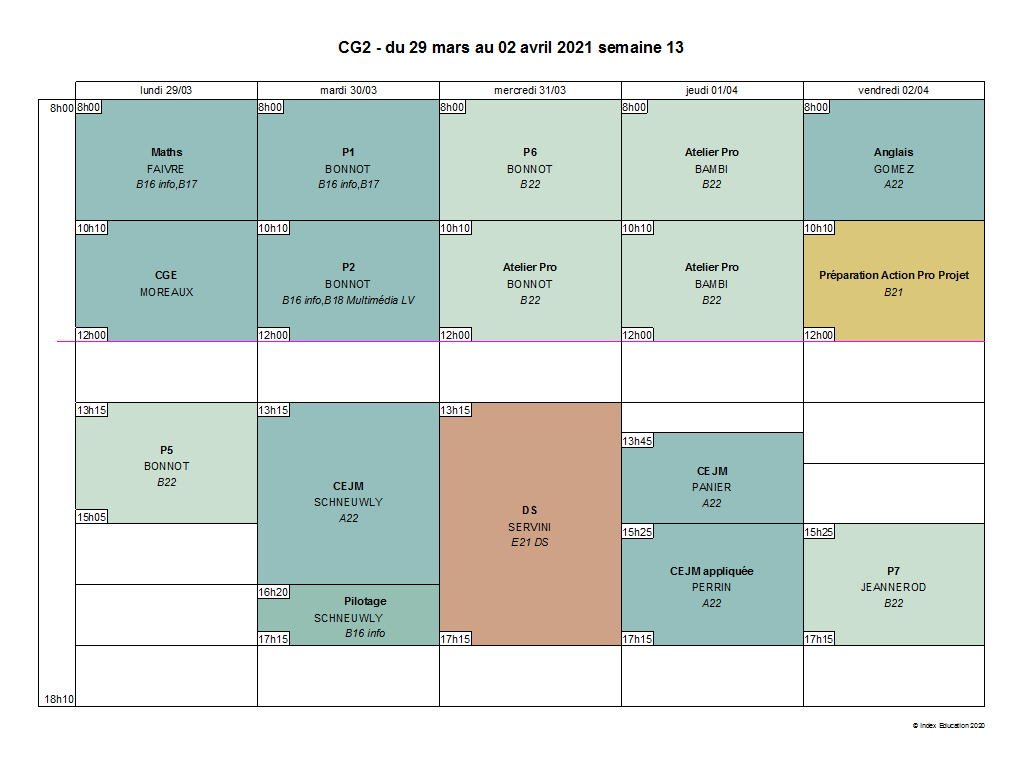 CG2 - du 29 mars au 02 avril 2021 semaine 13
lundi 29/03
mardi 30/03
mercredi 31/03
jeudi 01/04
vendredi 02/04
8h00
8h00
Maths
FAIVRE
B16 info,B17
8h00
P1
BONNOT
B16 info,B17
8h00
P6
BONNOT
B22
8h00
Atelier Pro
BAMBI
B22
8h00
Anglais
GOMEZ
A22
10h10
CGE
MOREAUX
12h00
10h10
P2
BONNOT
B16 info,B18 Multimédia LV
12h00
10h10
Atelier Pro
BONNOT
B22
12h00
10h10
Atelier Pro
BAMBI
B22
12h00
10h10
Préparation Action Pro Projet
B21
12h00
13h15
P5
BONNOT
B22
15h05
13h15
CEJM
SCHNEUWLY
A22
16h20
Pilotage
SCHNEUWLY
B16 info
17h15
13h15
DS
SERVINI
E21 DS
17h15
13h45
CEJM
PANIER
A22
15h25
CEJM appliquée
PERRIN
A22
17h15
15h25
P7
JEANNEROD
B22
17h15
18h10
© Index Education 2020